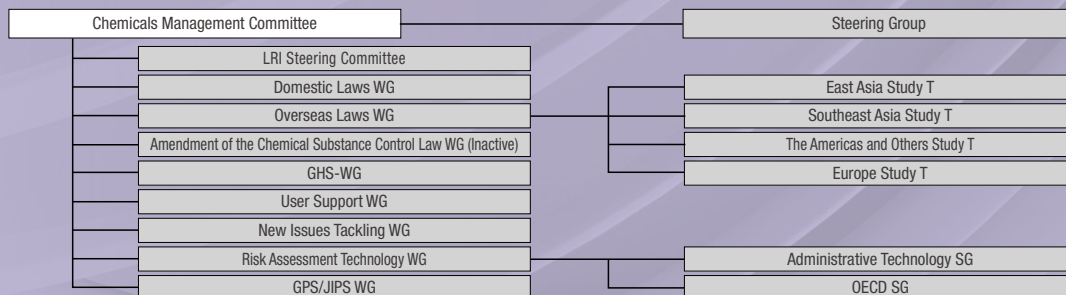 Chemicals Management Committee
Steering Group
LRI Steering Committee
Domestic Laws WG
East Asia Study T
Overseas Laws WG
Southeast Asia Study T
Amendment of the Chemical Substance Control Law WG (Inactive)
The Americas and Others Study T
GHS-WG
Europe Study T
User Support WG
New Issues Tackling WG
Risk Assessment Technology WG
Administrative Technology SG
GPS/JIPS WG
OECD SG